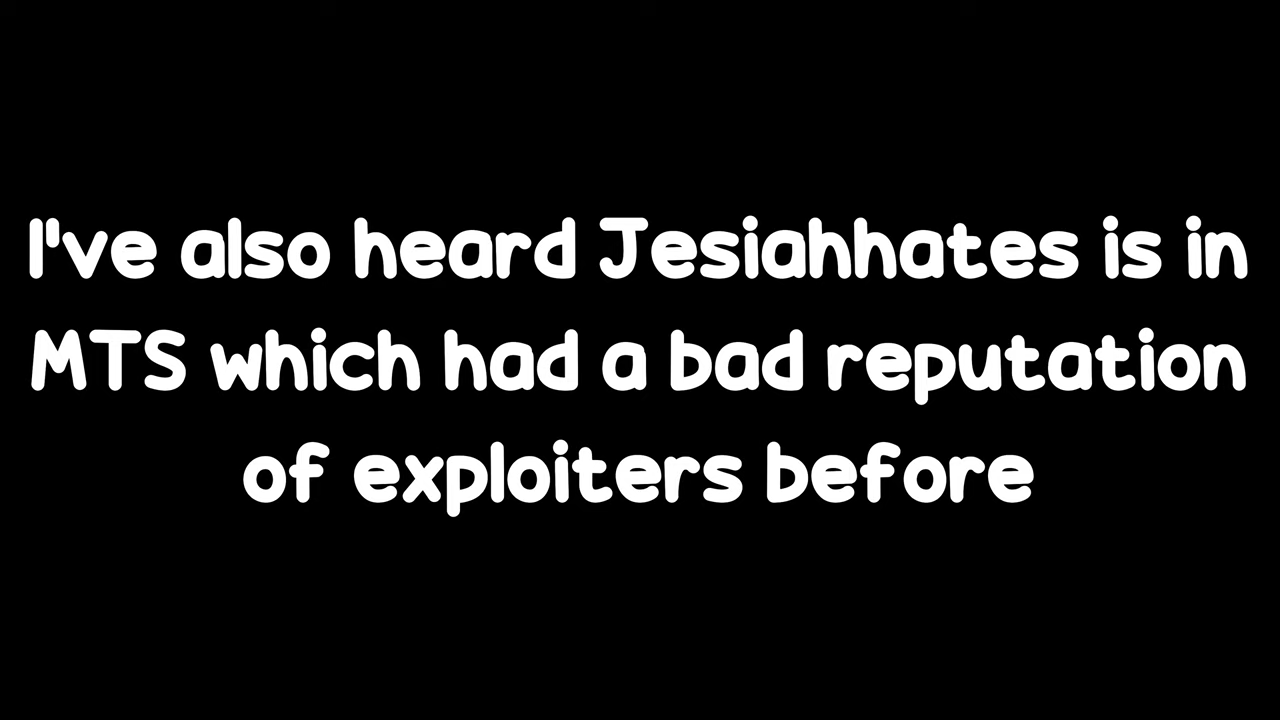 I've also heard Jesiahhates is in
MTS which had a bad reputation
of exploiters before